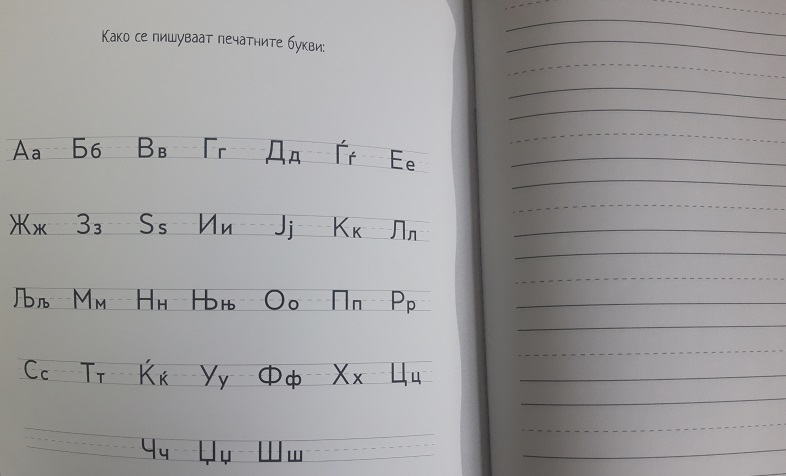 Како се пишуваат печатните букви:
Аа Бб Вв Гг Дд Ѓѓ Ее
Жж Зз Ѕѕ Ии Јј Кк Лл
Љљ Мм Нн Њњ Оо Пп Рр
Сс Тт Ќќ Уу Фф Хх Цц
Чч Џџ Шш